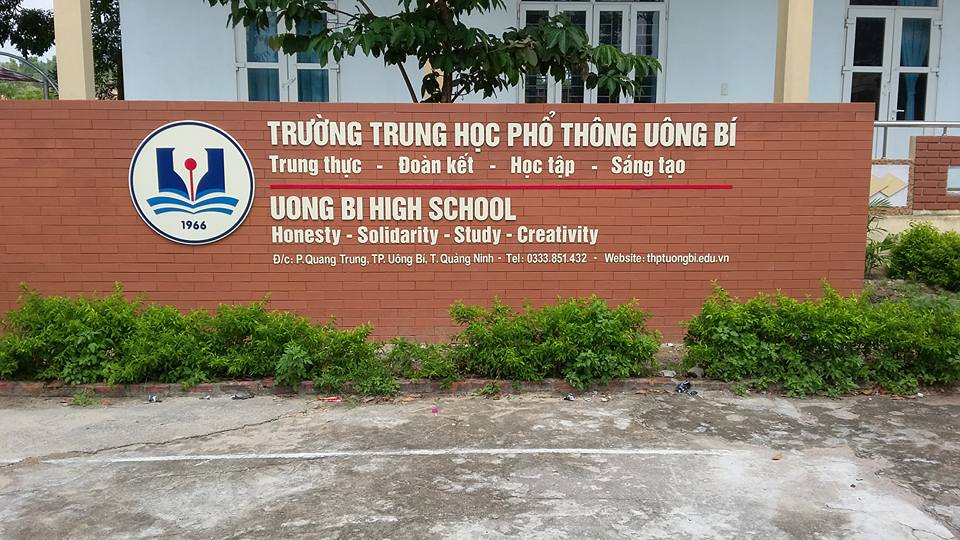 TRƯỜNG TRUNG HỌC PHỔ THÔNG UÔNG BÍ
Trung thực - Đoàn kết - Học tập - Sáng tạo
1966
UONG BI HIGH SCHOOL
Honesty - Solidarity - Study - Creativity
Đ/c: P.Quang Trung, TP. Uông Bí, T. Quảng Ninh - Tel: 0333.851.432 - Website: thptuongbi.edu.vn